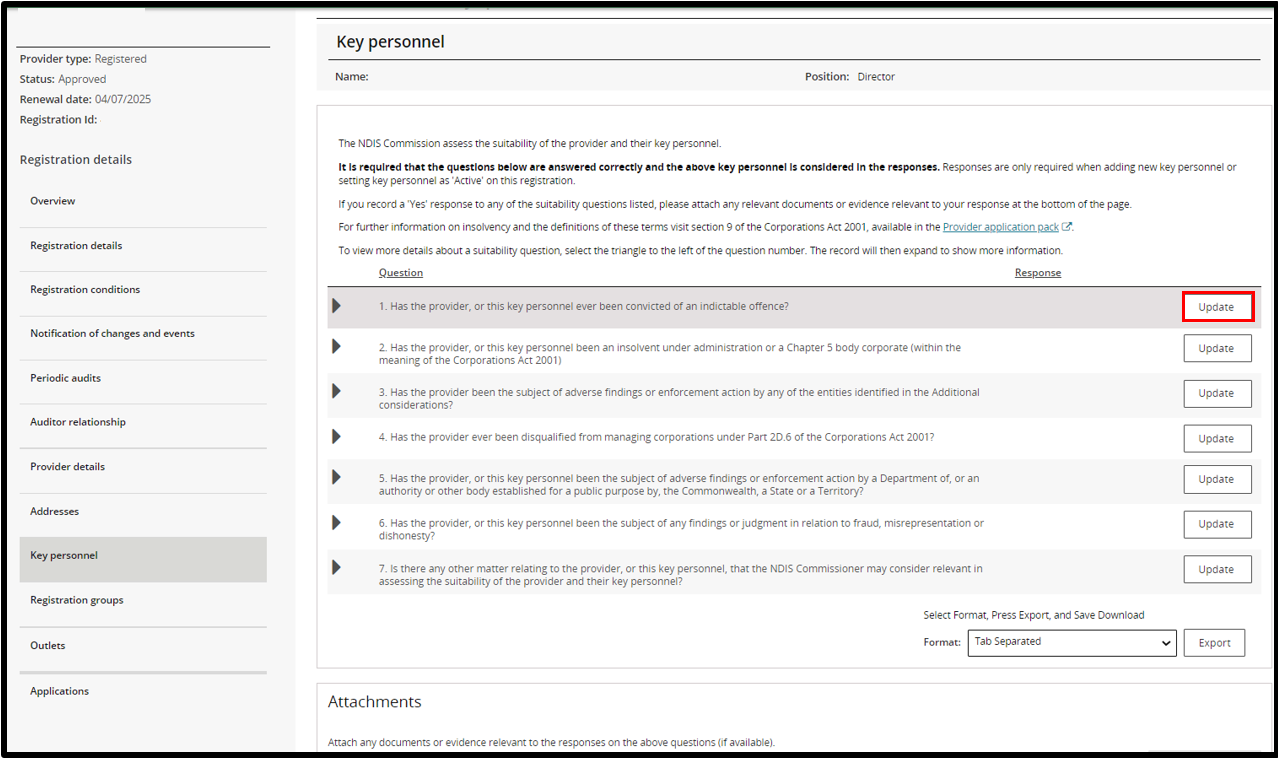 Provider type: Registered
Status: Approved
Renewal date: 04/07/2025
Registration Id:
Registration details
Overview
Registration details
Registration conditions
Notification of changes and events
Periodic audits
Auditor relationship
Provider details
Addresses
Key personnel
Registration groups
Outlets
Applications
Key personnel
Name: Position: Director
The NDIS Commission assess the suitability of the provider and their key personnel.
It is required that the questions below are answered correctly and the above key personnel is considered in the responses. Responses are only required when adding new key personnel or
setting key personnel as 'Active' on this registration.
If you record a 'Yes' response to any of the suitability questions listed, please attach any relevant documents or evidence relevant to your response at the bottom of the page.
For further information on insolvency and the definitions of these terms visit section 9 of the Corporations Act 2001, available in the Provider application pack.
To view more details about a suitability question, select the triangle to the left of the question number. The record will then expand to show more information.
Question Response
1. Has the provider, or this key personnel ever been convicted of an indictable offence? Update
2. Has the provider, or this key personnel been an insolvent under administration or a Chapter 5 body corporate (within the
meaning of the Corporations Act 2001) Update
3. Has the provider been the subject of adverse findings or enforcement action by any of the entities identified in the Additional
considerations? Update
4. Has the provider ever been disqualified from managing corporations under Part 2D.6 of the Corporations Act 2001? Update
5. Has the provider, or this key personnel been the subject of adverse findings or enforcement action by a Department of, or an
authority or other body established for a public purpose by, the Commonwealth, a State or a Territory? Update
6. Has the provider, or this key personnel been the subject of any findings or judgment in relation to fraud, misrepresentation or
dishonesty? Update
7. Is there any other matter relating to the provider, or this key personnel, that the NDIS Commissioner may consider relevant in
assessing the suitability of the provider and their key personnel? Update
Select Format, Press Export, and Save Download
Format: Tab Separated Export
Attachments
Attach any documents or evidence relevant to the responses on the above questions (if available).